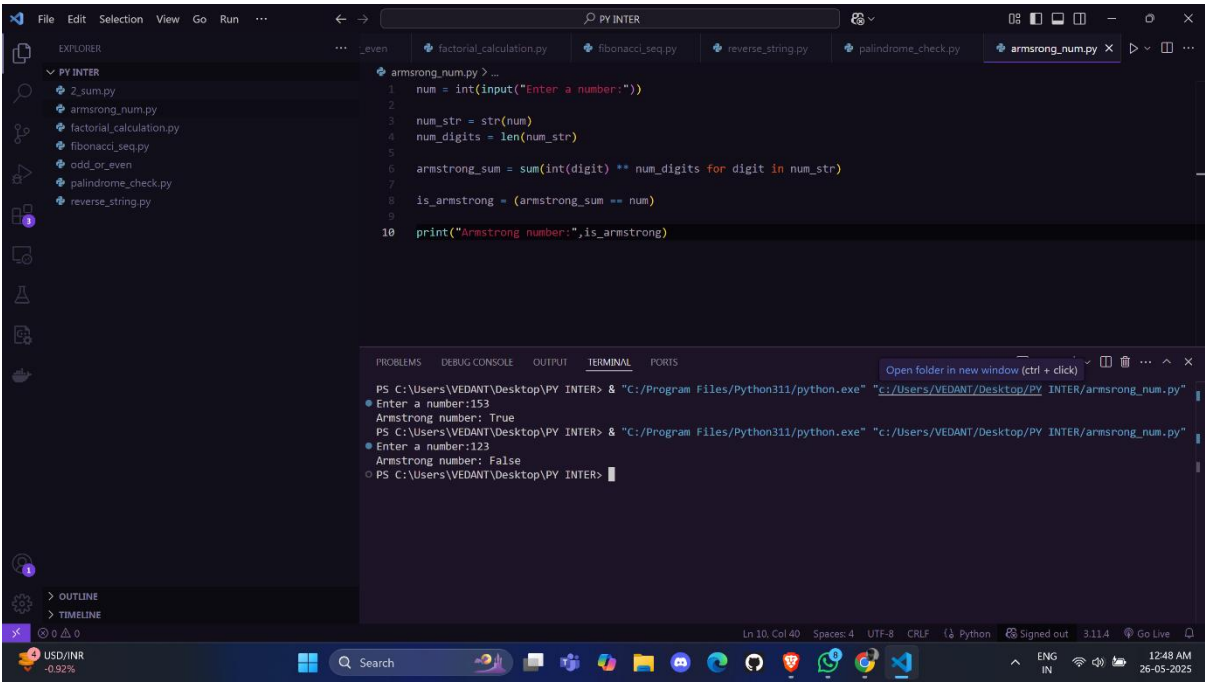 File Edit Selection View Go Run ··· ← → PY INTER
EXPLORER ···
PY INTER
2_sum.py
armsrong_num.py
factorial_calculation.py
fibonacci_seq.py
odd_or_even
palindrome_check.py
reverse_string.py
OUTLINE
TIMELINE
_even factorial_calculation.py fibonacci_seq.py reverse_string.py palindrome_check.py armsrong_num.py
armsrong_num.py > ...
1 num = int(input("Enter a number:"))
2
3 num_str = str(num)
4 num_digits = len(num_str)
5
6 armstrong_sum = sum(int(digit) ** num_digits for digit in num_str)
7
8 is_armstrong = (armstrong_sum == num)
9
10 print("Armstrong number:",is_armstrong)
PROBLEMS DEBUG CONSOLE OUTPUT TERMINAL PORTS
Open folder in new window (ctrl + click)
PS C:\Users\VEDANT\Desktop\PY INTER> & "C:/Program Files/Python311/python.exe" "c:/Users/VEDANT/Desktop/PY INTER/armsrong_num.py"
Enter a number:153
Armstrong number: True
PS C:\Users\VEDANT\Desktop\PY INTER> & "C:/Program Files/Python311/python.exe" "c:/Users/VEDANT/Desktop/PY INTER/armsrong_num.py"
Enter a number:123
Armstrong number: False
PS C:\Users\VEDANT\Desktop\PY INTER>
3
1
0 0 Ln 10, Col 40 Spaces: 4 UTF-8 CRLF Python Signed out 3.11.4 Go Live
4 USD/INR
-0.92%
Search
8
ENG
IN
12:48 AM
26-05-2025